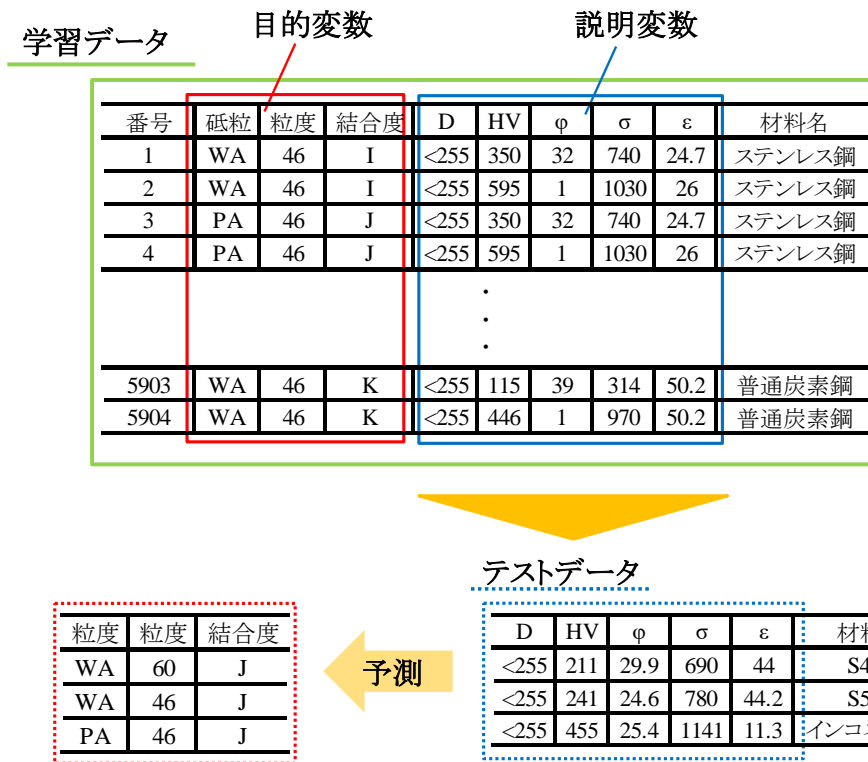 学習データ
目的変数 説明変数
番号 砥粒 粒度 結合度 D HV φ σ ε 材料名
1 WA 46 I <255 350 32 740 24.7 ステンレス鋼
2 WA 46 I <255 595 1 1030 26 ステンレス鋼
3 PA 46 J <255 350 32 740 24.7 ステンレス鋼
4 PA 46 J <255 595 1 1030 26 ステンレス鋼
・
・
・
5903 WA 46 K <255 115 39 314 50.2 普通炭素鋼
5904 WA 46 K <255 446 1 970 50.2 普通炭素鋼
テストデータ
粒度 粒度 結合度
WA 60 J
WA 46 J
PA 46 J
予測
D HV φ σ ε 材料
<255 211 29.9 690 44 S4
<255 241 24.6 780 44.2 S5
<255 455 25.4 1141 11.3 インコ